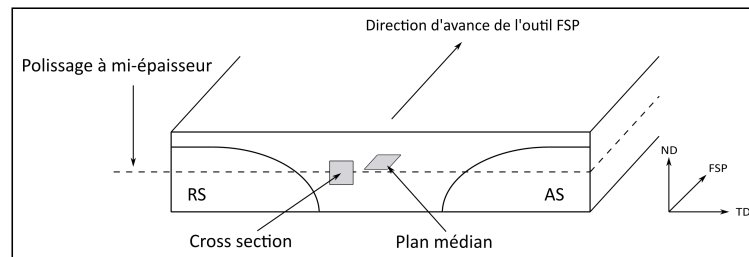 Direction d'avance de l'outil FSP
Polissage à mi-épaisseur
ND
FSP
RS
AS
TD
Cross section
Plan médian